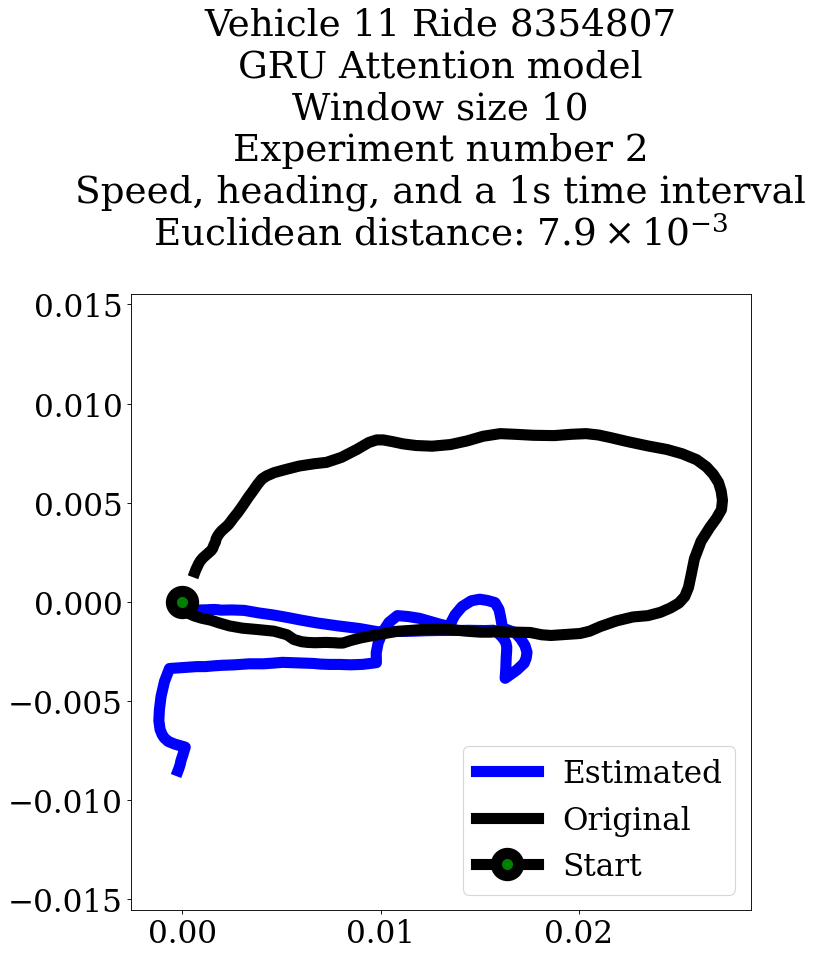 Vehicle 11 Ride 8354807
GRU Attention model
Window size 10
Experiment number 2
Speed, heading, and a 1s time interval
Euclidean distance: 7.9 × 10⁻³
0.015
0.010
0.005
0.000
−0.005
−0.010
−0.015
Estimated
Original
Start
0.00 0.01 0.02